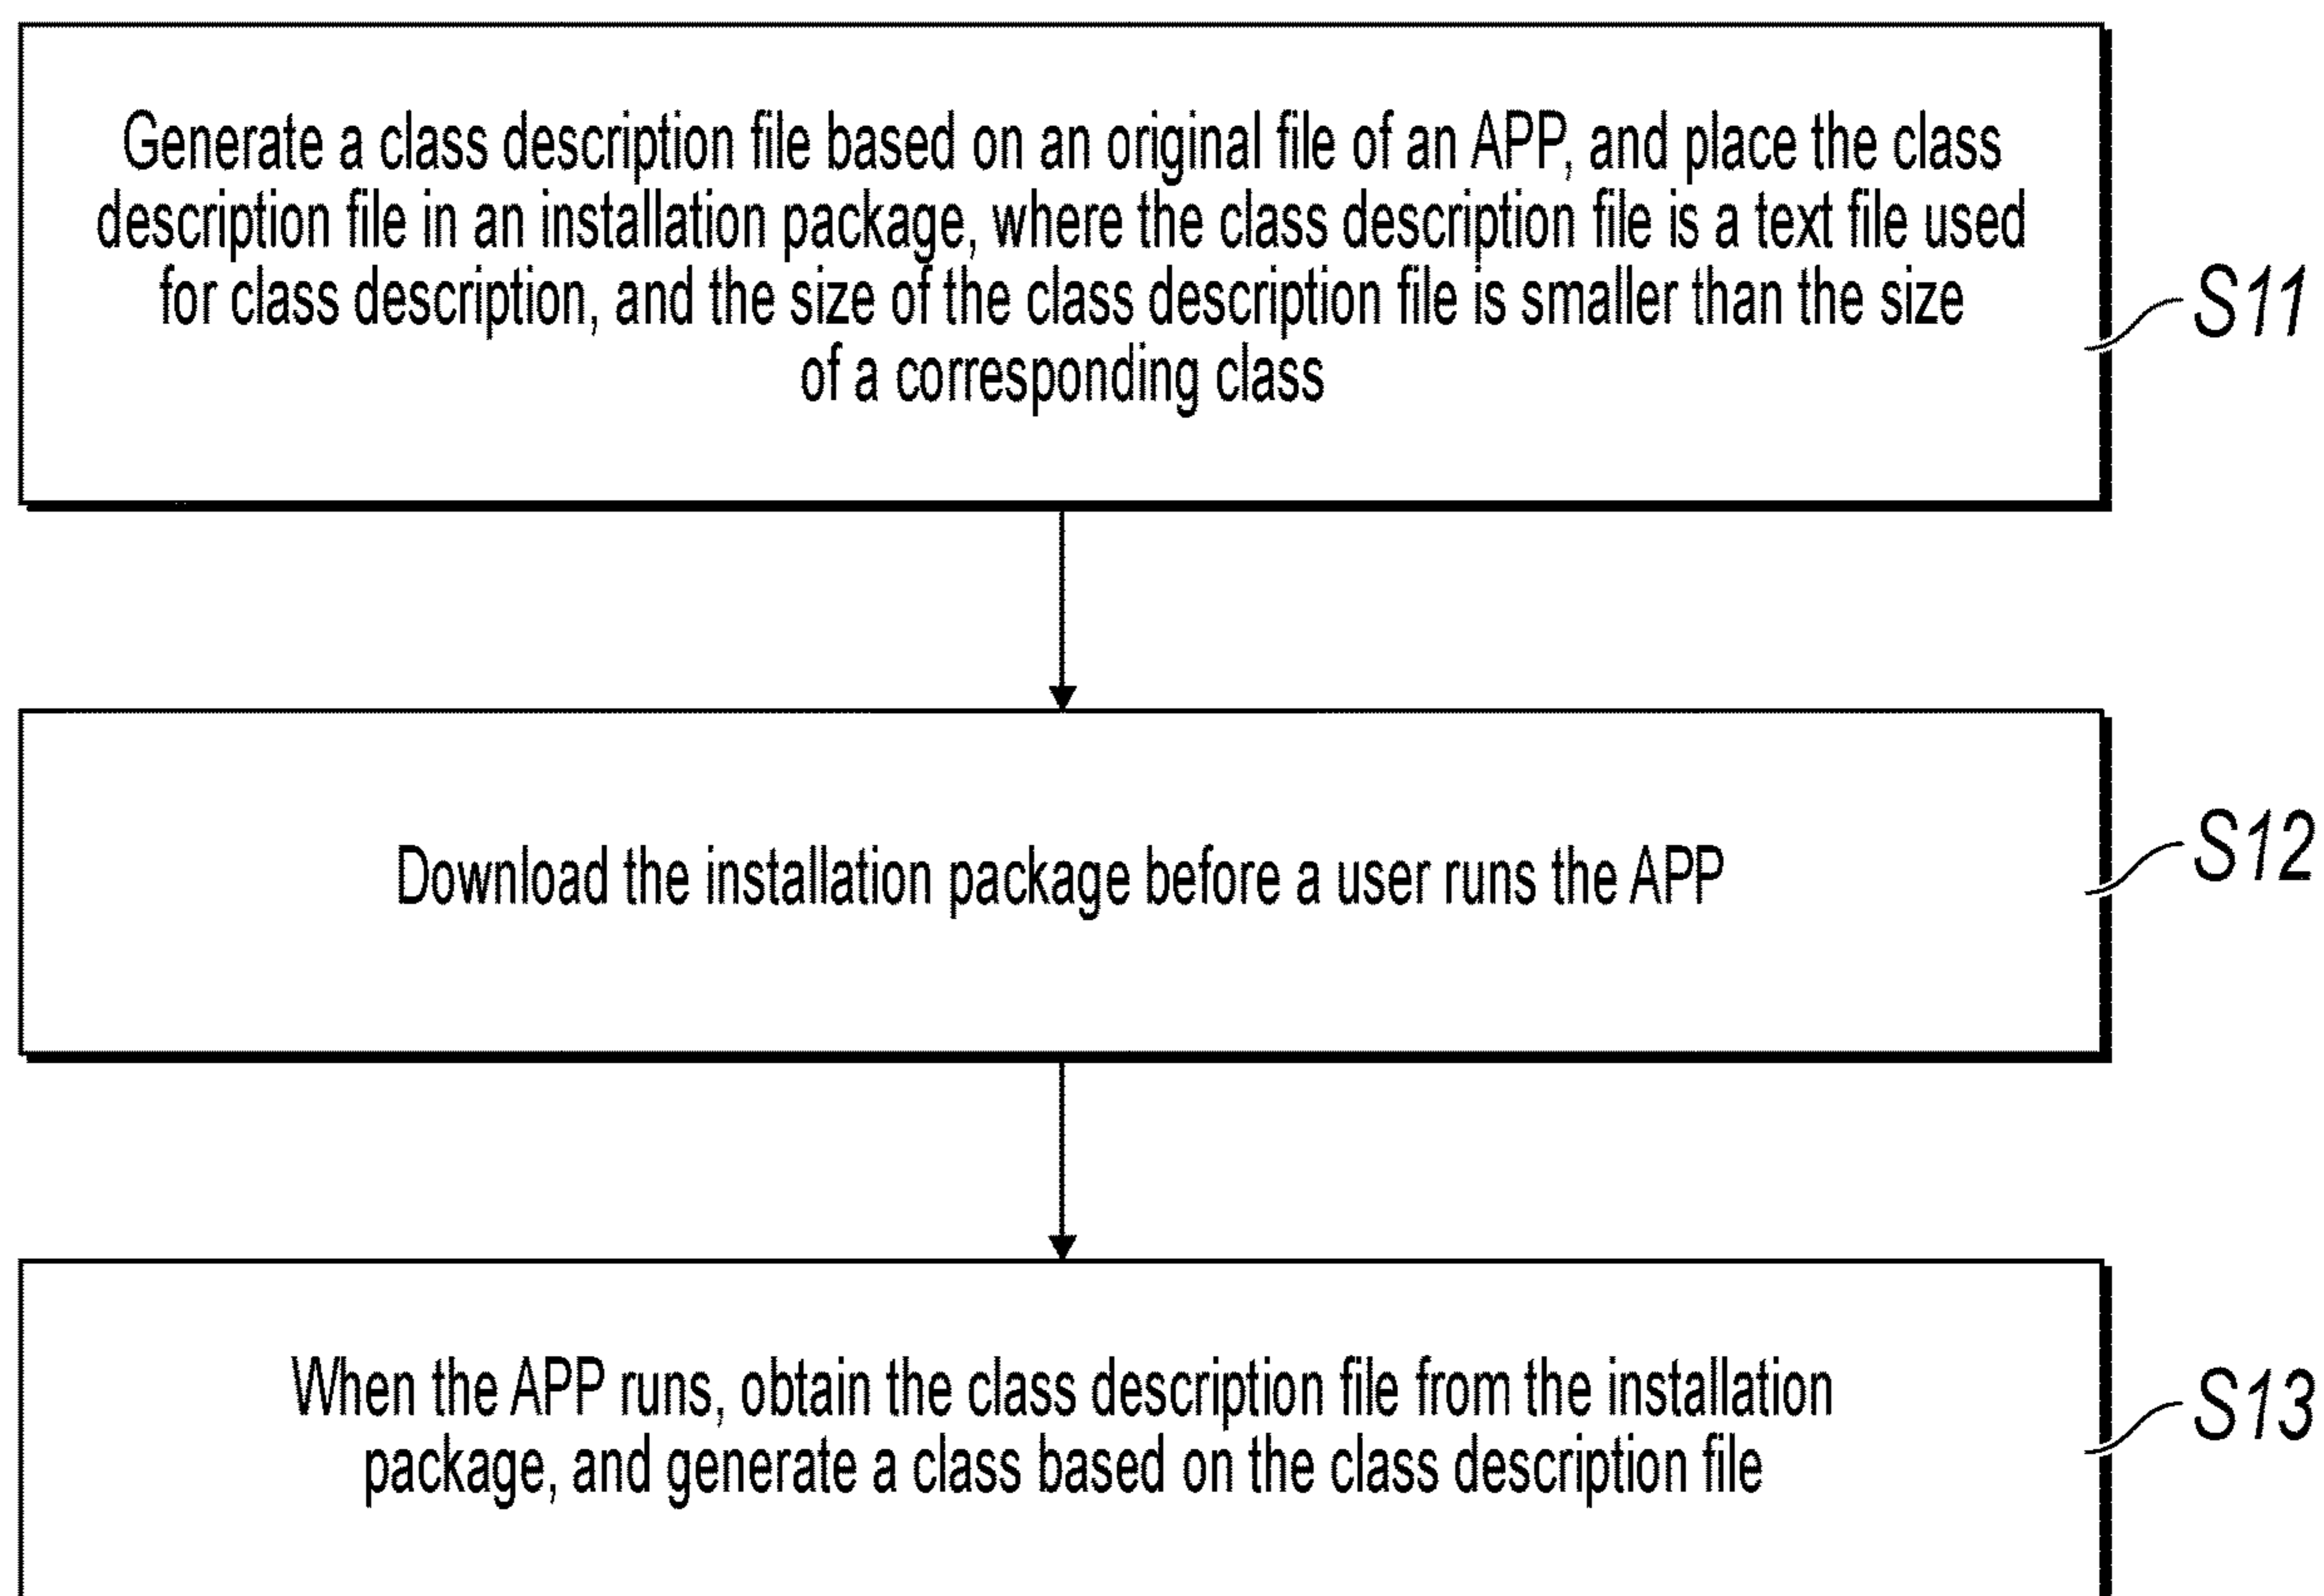 Generate a class description file based on an original file of an APP, and place the class
description file in an installation package, where the class description file is a text file used
for class description, and the size of the class description file is smaller than the size
of a corresponding class
S11
Download the installation package before a user runs the APP
S12
When the APP runs, obtain the class description file from the installation
package, and generate a class based on the class description file
S13